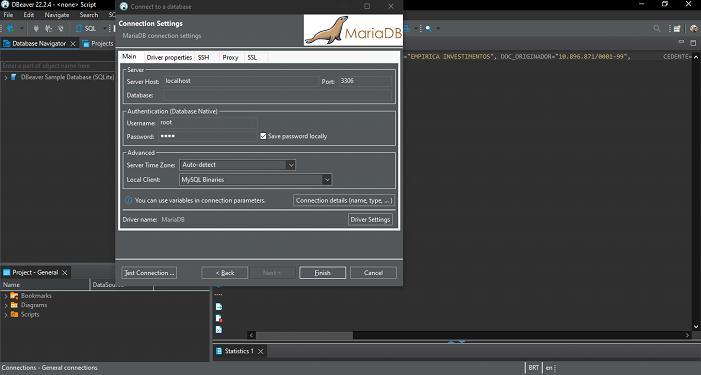 DBeaver 22.2.4 - <none> Script
File Edit Navigate Search
SQL
Database Navigator Projects
Enter a part of object name here
DBeaver Sample Database (SQLite)
Connect to a database
Connection Settings
MariaDB connection settings
MariaDB
Main Driver properties SSH Proxy SSL
Server
Server Host: localhost Port: 3306
Database:
Authentication (Database Native)
Username: root
Password: ●●●●
Save password locally
Advanced
Server Time Zone: Auto-detect
Local Client: MySQL Binaries
You can use variables in connection parameters.
Connection details (name, type, ... )
Driver name: MariaDB
Driver Settings
Test Connection ...
< Back
Next >
Finish
Cancel
="EMPIRICA INVESTIMENTOS", DOC_ORIGINADOR="10.896.871/0001-99", CEDENTE=
Project - General
Name DataSource
Bookmarks
Diagrams
Scripts
Statistics 1
Connections - General connections
BRT en